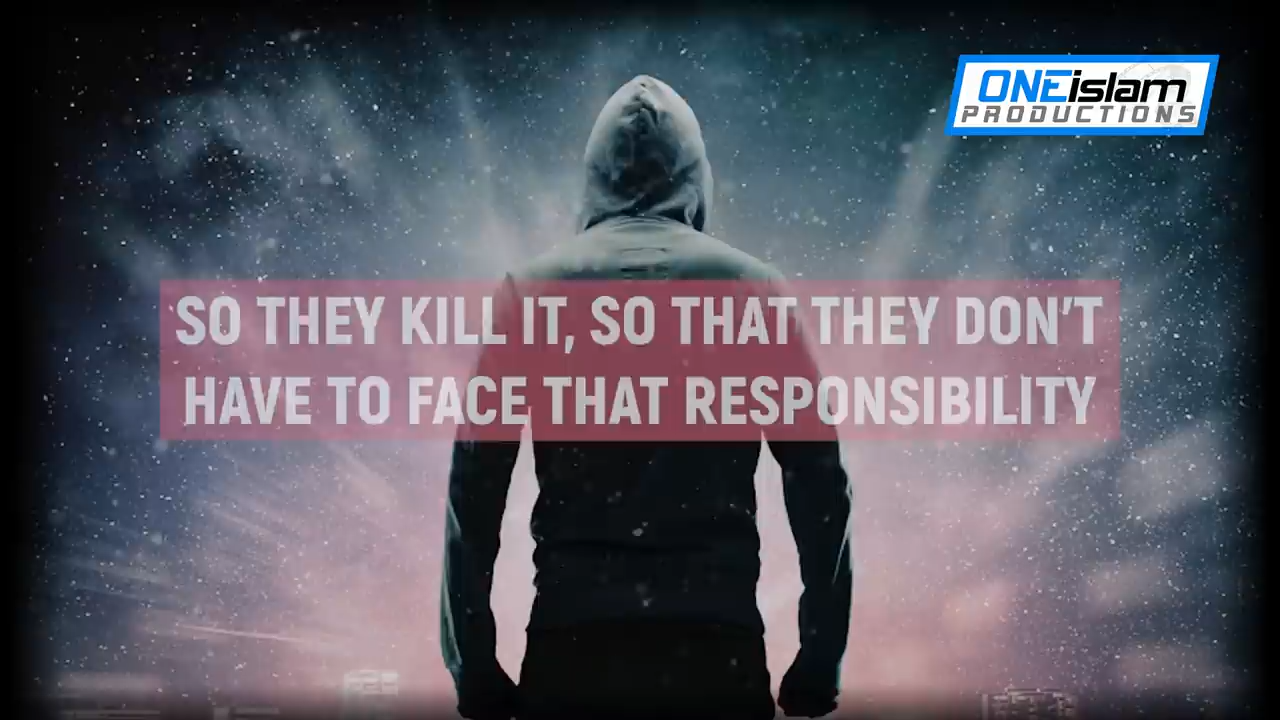 ONEislam
PRODUCTIONS
SO THEY KILL IT, SO THAT THEY DON'T
HAVE TO FACE THAT RESPONSIBILITY